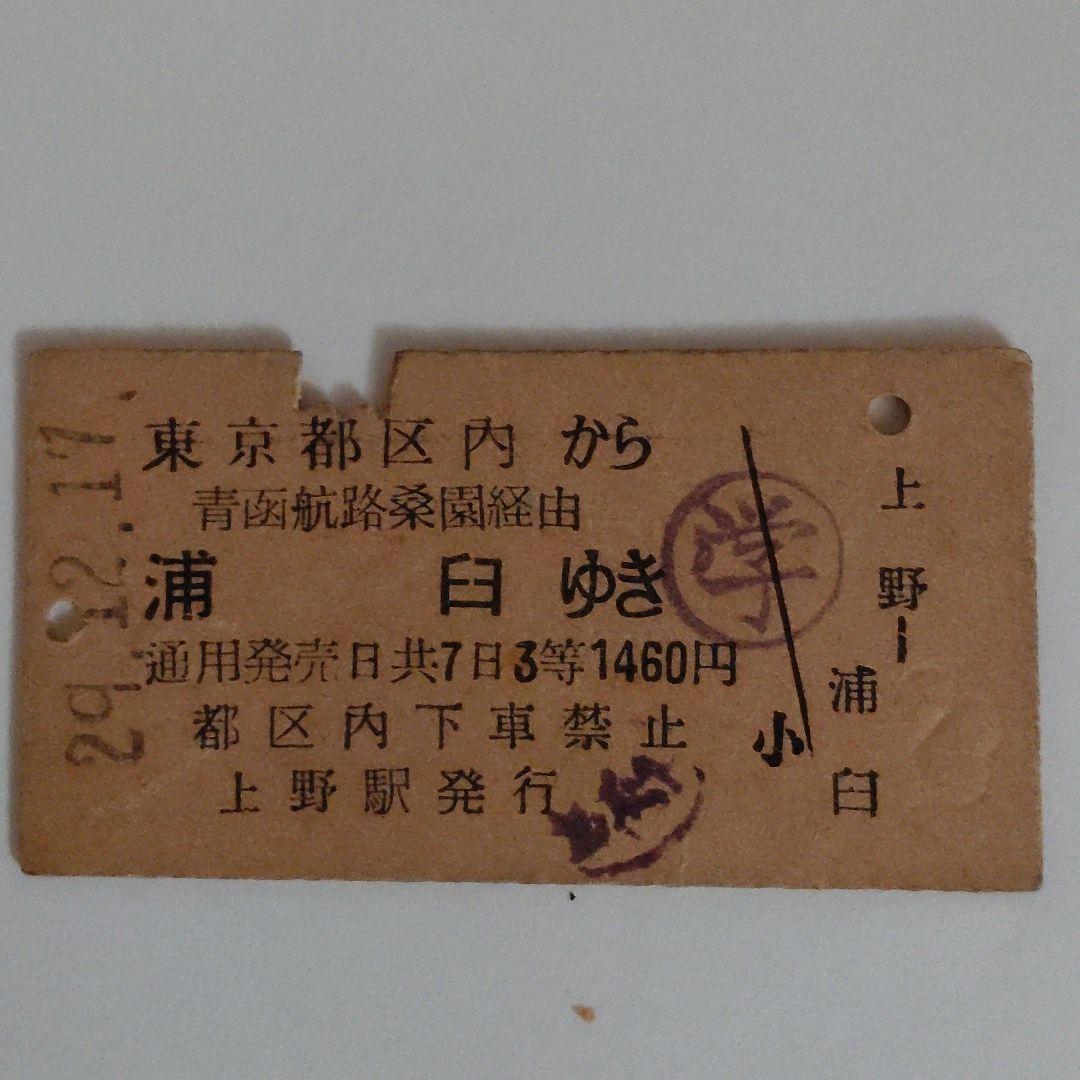 29.12.17.
東京都区内から
青函航路桑園経由
浦臼ゆき
通用発売日共7日3等1460円
都区内下車禁止
上野駅発行
学
小
上野ー
浦臼